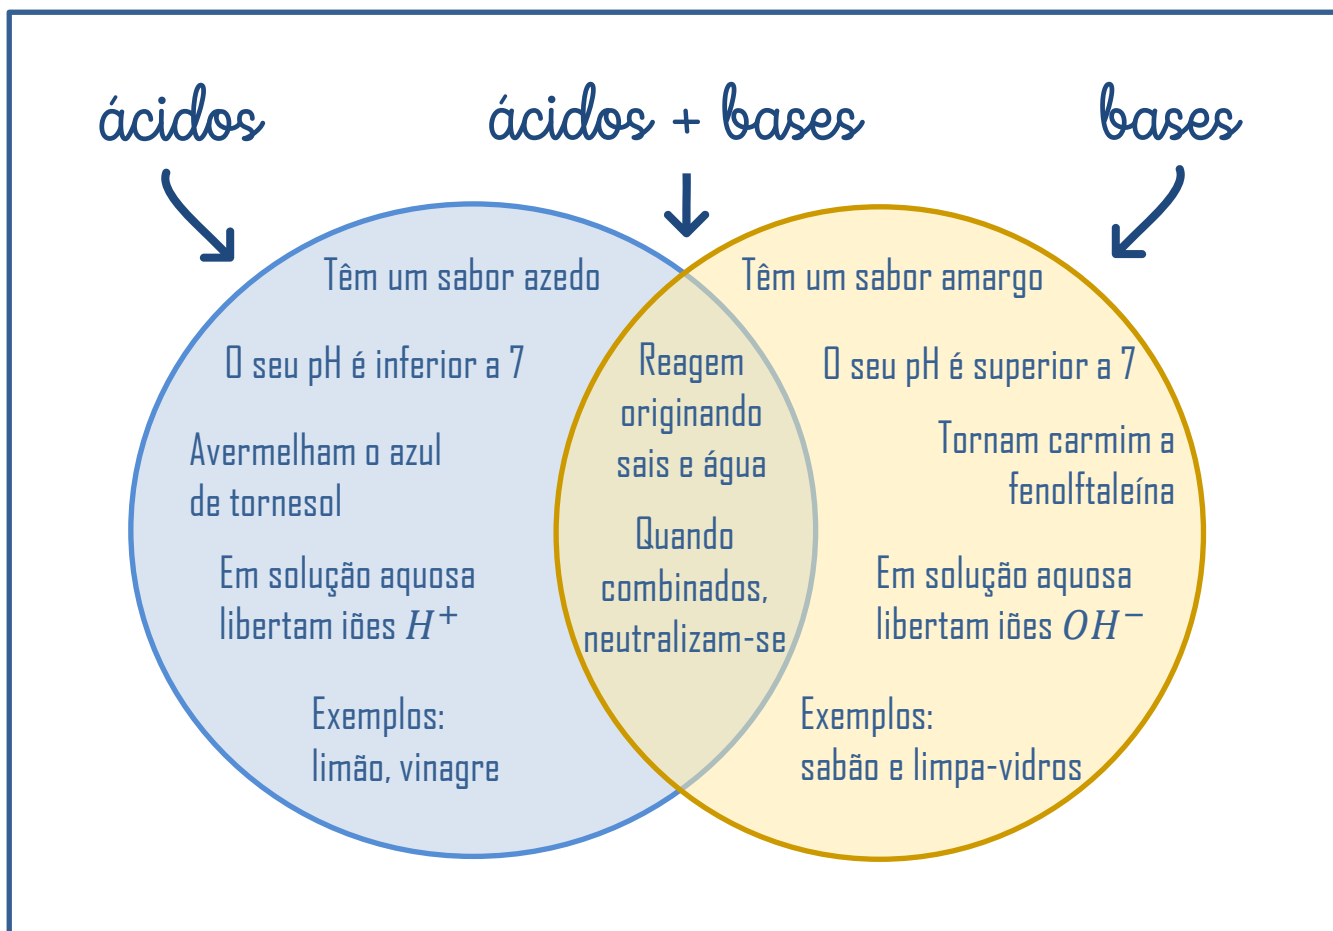 ácidos
ácidos + bases
bases
Têm um sabor azedo
O seu pH é inferior a 7
Avermelham o azul
de tornesol
Em solução aquosa
libertam iões H⁺
Exemplos:
limão, vinagre
Reagem
originando
sais e água
Quando
combinados,
neutralizam-se
Têm um sabor amargo
O seu pH é superior a 7
Tornam carmim a
fenolftaleína
Em solução aquosa
libertam iões OH⁻
Exemplos:
sabão e limpa-vidros